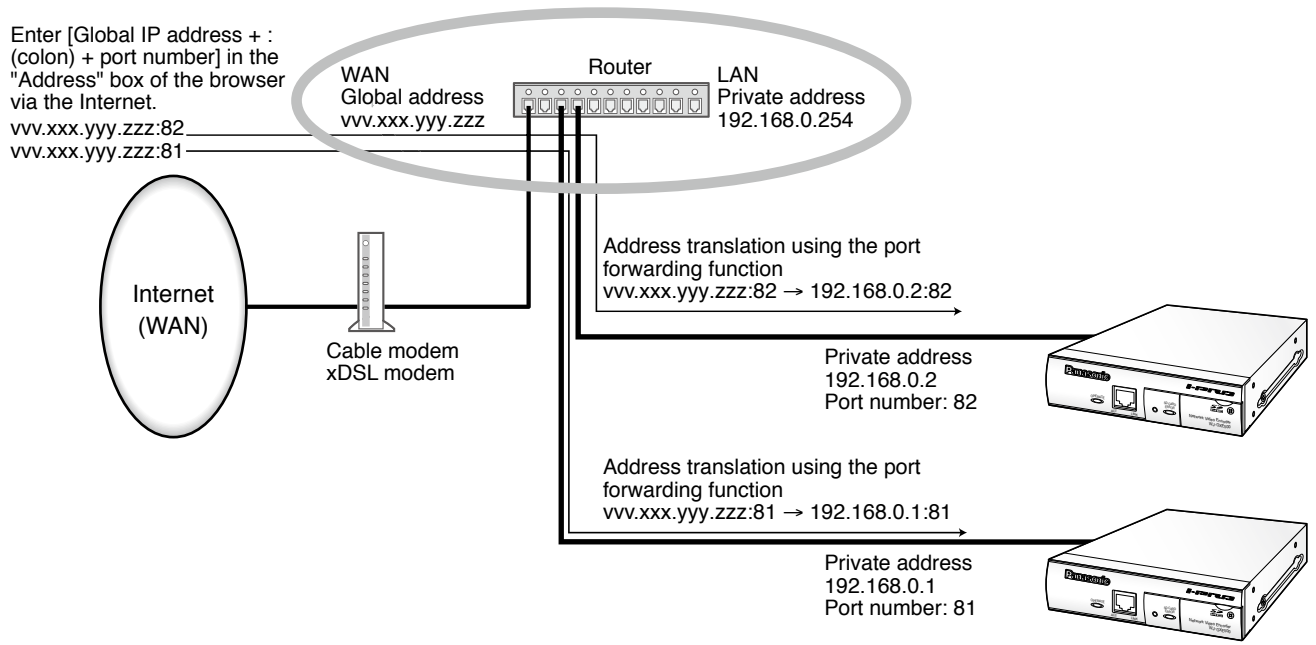 Enter [Global IP address + :
(colon) + port number] in the
"Address" box of the browser
via the Internet.
vvv.xxx.yyy.zzz:82
vvv.xxx.yyy.zzz:81
WAN
Global address
vvv.xxx.yyy.zzz
Router
LAN
Private address
192.168.0.254
Internet
(WAN)
Cable modem
xDSL modem
Address translation using the port
forwarding function
vvv.xxx.yyy.zzz:82 → 192.168.0.2:82
Private address
192.168.0.2
Port number: 82
Panasonic
i-PRO
Address translation using the port
forwarding function
vvv.xxx.yyy.zzz:81 → 192.168.0.1:81
Private address
192.168.0.1
Port number: 81
Panasonic
i-PRO